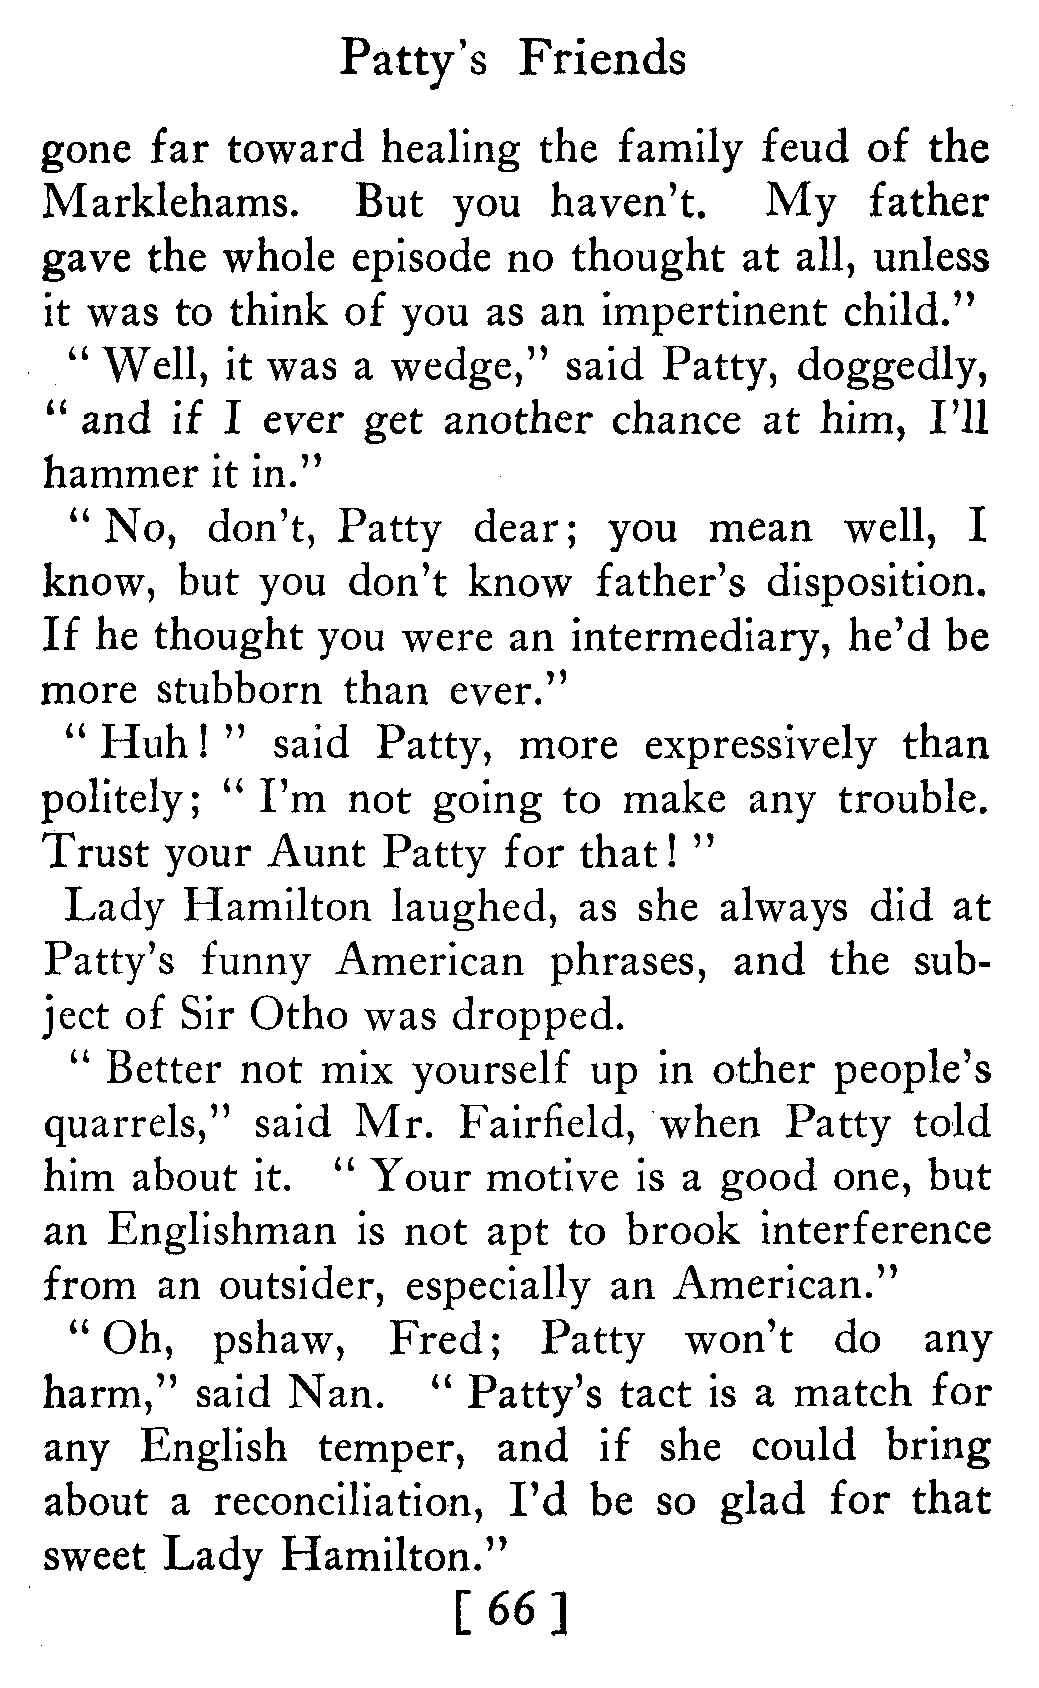 Patty's Friends
gone far toward healing the family feud of the
Marklehams. But you haven't. My father
gave the whole episode no thought at all, unless
it was to think of you as an impertinent child."
" Well, it was a wedge," said Patty, doggedly,
" and if I ever get another chance at him, I'll
hammer it in."
" No, don't, Patty dear; you mean well, I
know, but you don't know father's disposition.
If he thought you were an intermediary, he'd be
more stubborn than ever."
" Huh! " said Patty, more expressively than
politely; " I'm not going to make any trouble.
Trust your Aunt Patty for that! "
Lady Hamilton laughed, as she always did at
Patty's funny American phrases, and the sub-
ject of Sir Otho was dropped.
" Better not mix yourself up in other people's
quarrels," said Mr. Fairfield, when Patty told
him about it. " Your motive is a good one, but
an Englishman is not apt to brook interference
from an outsider, especially an American."
" Oh, pshaw, Fred; Patty won't do any
harm," said Nan. " Patty's tact is a match for
any English temper, and if she could bring
about a reconciliation, I'd be so glad for that
sweet Lady Hamilton."
[ 66 ]